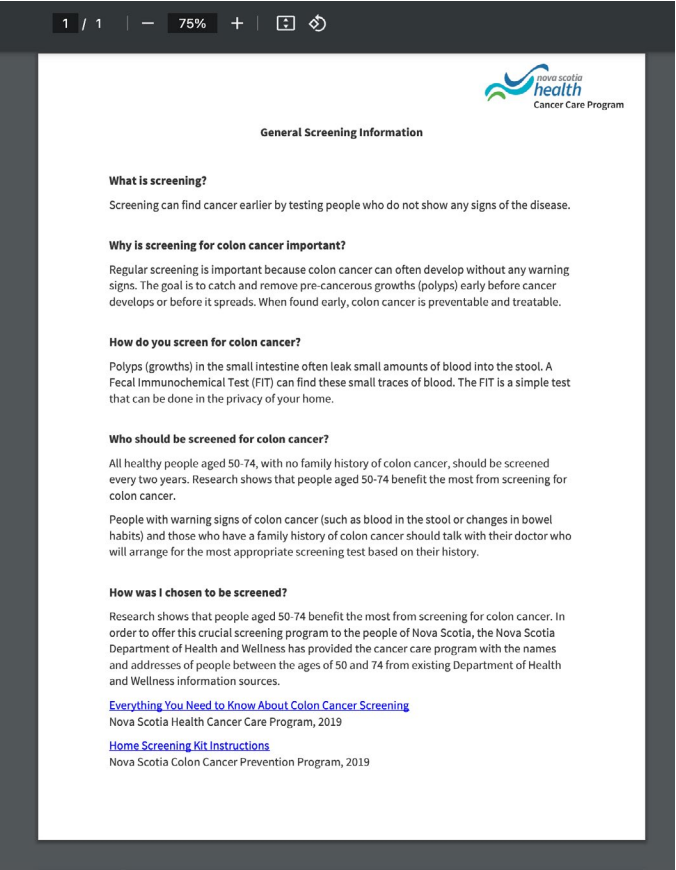 1 / 1
75%
nova scotia
health
Cancer Care Program
General Screening Information
What is screening?
Screening can find cancer earlier by testing people who do not show any signs of the disease.
Why is screening for colon cancer important?
Regular screening is important because colon cancer can often develop without any warning
signs. The goal is to catch and remove pre-cancerous growths (polyps) early before cancer
develops or before it spreads. When found early, colon cancer is preventable and treatable.
How do you screen for colon cancer?
Polyps (growths) in the small intestine often leak small amounts of blood into the stool. A
Fecal Immunochemical Test (FIT) can find these small traces of blood. The FIT is a simple test
that can be done in the privacy of your home.
Who should be screened for colon cancer?
All healthy people aged 50-74, with no family history of colon cancer, should be screened
every two years. Research shows that people aged 50-74 benefit the most from screening for
colon cancer.
People with warning signs of colon cancer (such as blood in the stool or changes in bowel
habits) and those who have a family history of colon cancer should talk with their doctor who
will arrange for the most appropriate screening test based on their history.
How was I chosen to be screened?
Research shows that people aged 50-74 benefit the most from screening for colon cancer. In
order to offer this crucial screening program to the people of Nova Scotia, the Nova Scotia
Department of Health and Wellness has provided the cancer care program with the names
and addresses of people between the ages of 50 and 74 from existing Department of Health
and Wellness information sources.
Everything You Need to Know About Colon Cancer Screening
Nova Scotia Health Cancer Care Program, 2019
Home Screening Kit Instructions
Nova Scotia Colon Cancer Prevention Program, 2019